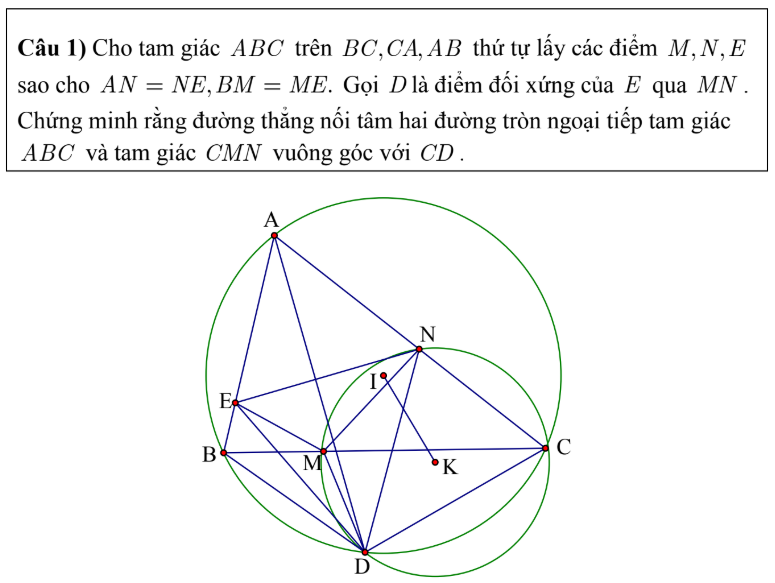 Câu 1) Cho tam giác ABC trên BC, CA, AB thứ tự lấy các điểm M, N, E
sao cho AN = NE, BM = ME. Gọi D là điểm đối xứng của E qua MN .
Chứng minh rằng đường thẳng nối tâm hai đường tròn ngoại tiếp tam giác
ABC và tam giác CMN vuông góc với CD .
A
N
I
E
B
M
C
K
D